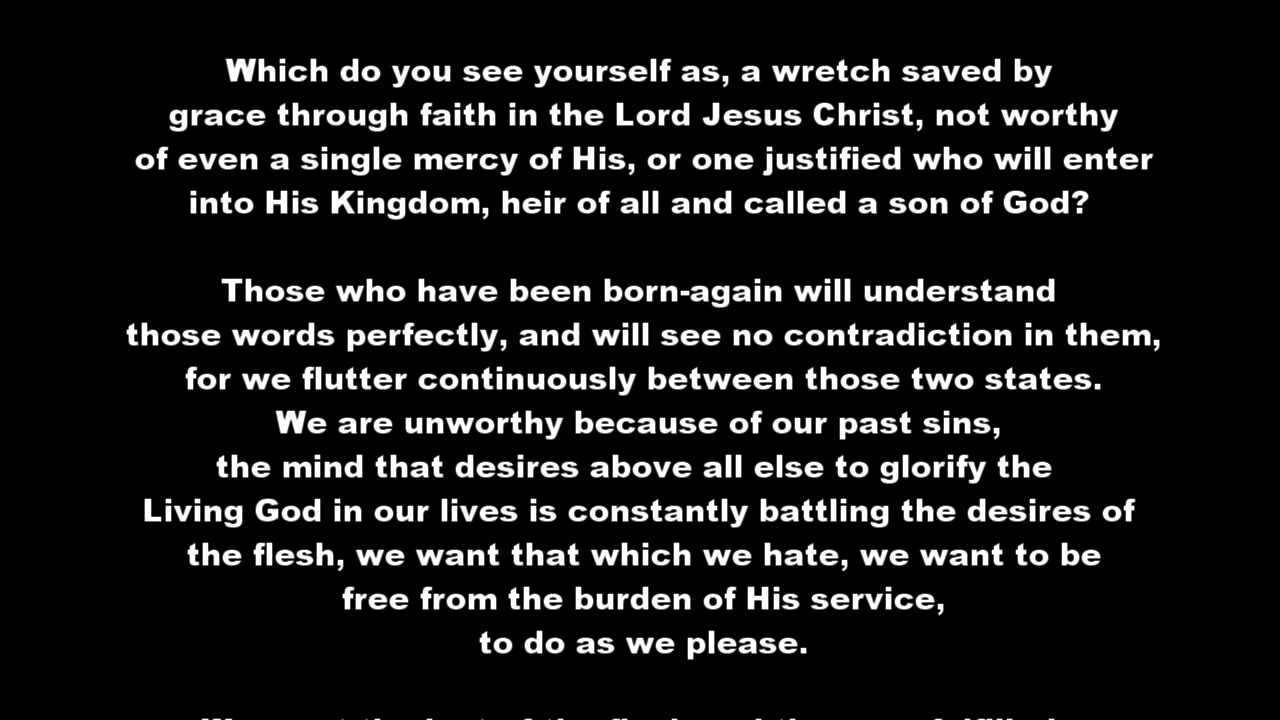 Which do you see yourself as, a wretch saved by
grace through faith in the Lord Jesus Christ, not worthy
of even a single mercy of His, or one justified who will enter
into His Kingdom, heir of all and called a son of God?
Those who have been born-again will understand
those words perfectly, and will see no contradiction in them,
for we flutter continuously between those two states.
We are unworthy because of our past sins,
the mind that desires above all else to glorify the
Living God in our lives is constantly battling the desires of
the flesh, we want that which we hate, we want to be
free from the burden of His service,
to do as we please.